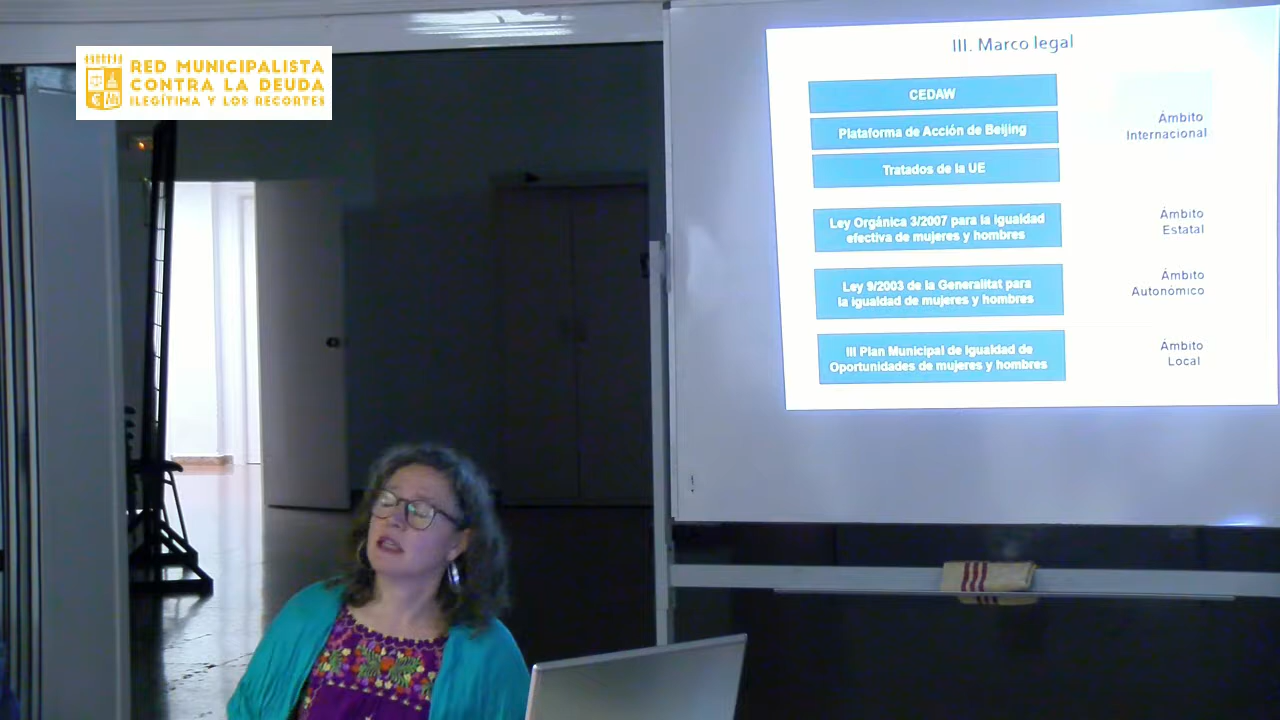 RED MUNICIPALISTA
CONTRA LA DEUDA
ILEGÍTIMA Y LOS RECORTES
III. Marco legal
CEDAW
Plataforma de Acción de Beijing
Tratados de la UE
Ámbito
Internacional
Ley Orgánica 3/2007 para la igualdad
efectiva de mujeres y hombres
Ámbito
Estatal
Ley 9/2003 de la Generalitat para
la igualdad de mujeres y hombres
Ámbito
Autonómico
III Plan Municipal de Igualdad de
Oportunidades de mujeres y hombres
Ámbito
Local